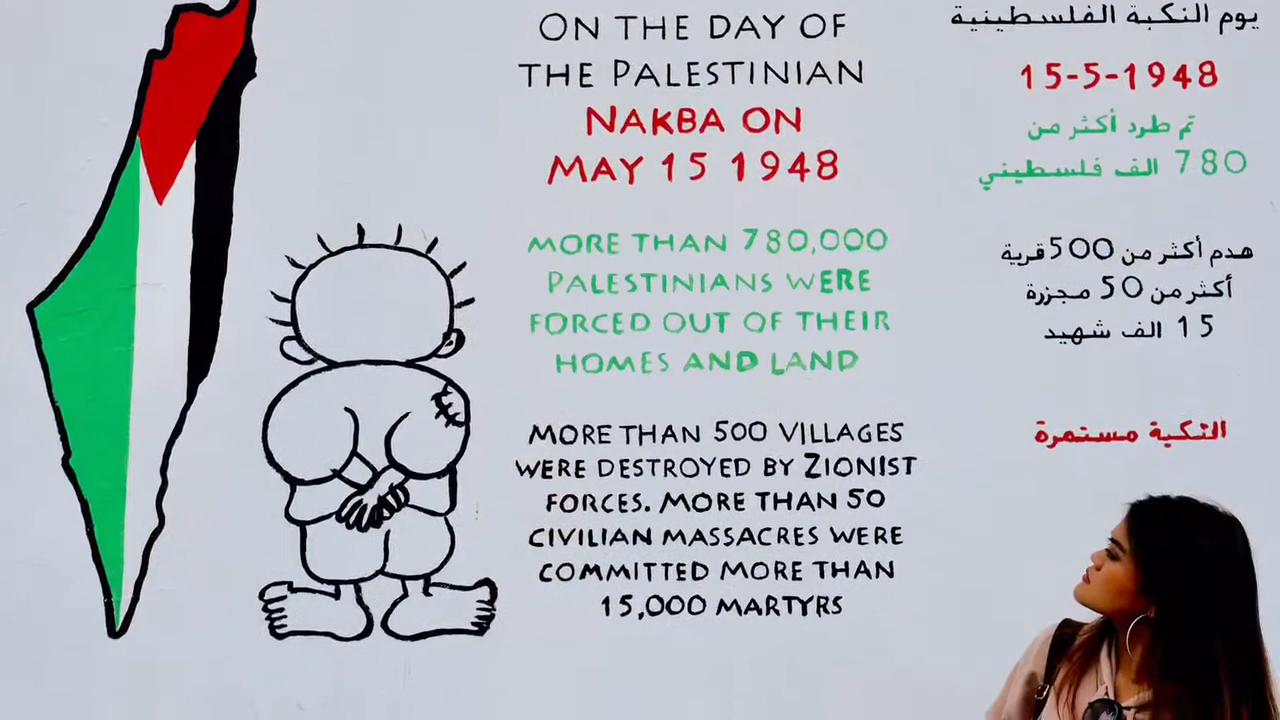 ON THE DAY OF
THE PALESTINIAN
NAKBA ON
MAY 15 1948
MORE THAN 780,000
PALESTINIANS WERE
FORCED OUT OF THEIR
HOMES AND LAND
MORE THAN 500 VILLAGES
WERE DESTROYED BY ZIONIST
FORCES. MORE THAN 50
CIVILIAN MASSACRES WERE
COMMITTED MORE THAN
15,000 MARTYRS
يوم النكبة الفلسطينية
15-5-1948
تم طرد أكثر من
780 الف فلسطيني
هدم أكثر من 500 قرية
أكثر من 50 مجزرة
15 الف شهيد
النكبة مستمرة